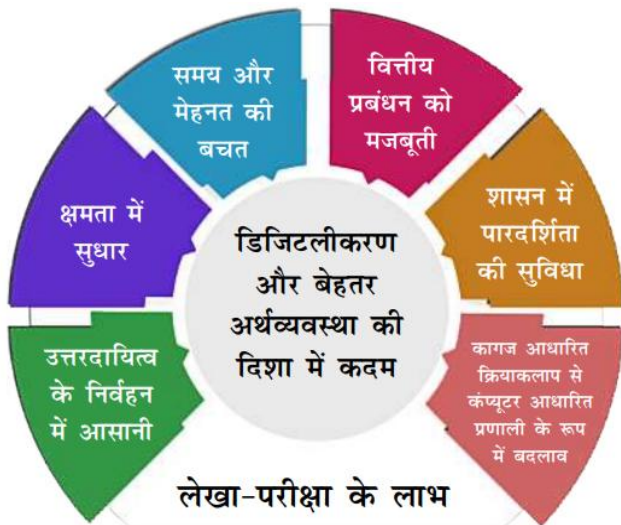 समय और
मेहनत की
बचत
वित्तीय
प्रबंधन को
मजबूती
क्षमता में
सुधार
शासन में
पारदर्शिता
की सुविधा
डिजिटलीकरण
और बेहतर
अर्थव्यवस्था की
दिशा में कदम
उत्तरदायित्व
के निर्वहन
में आसानी
कागज आधारित
क्रियाकलाप से
कंप्यूटर आधारित
प्रणाली के रूप
में बदलाव
लेखा-परीक्षा के लाभ